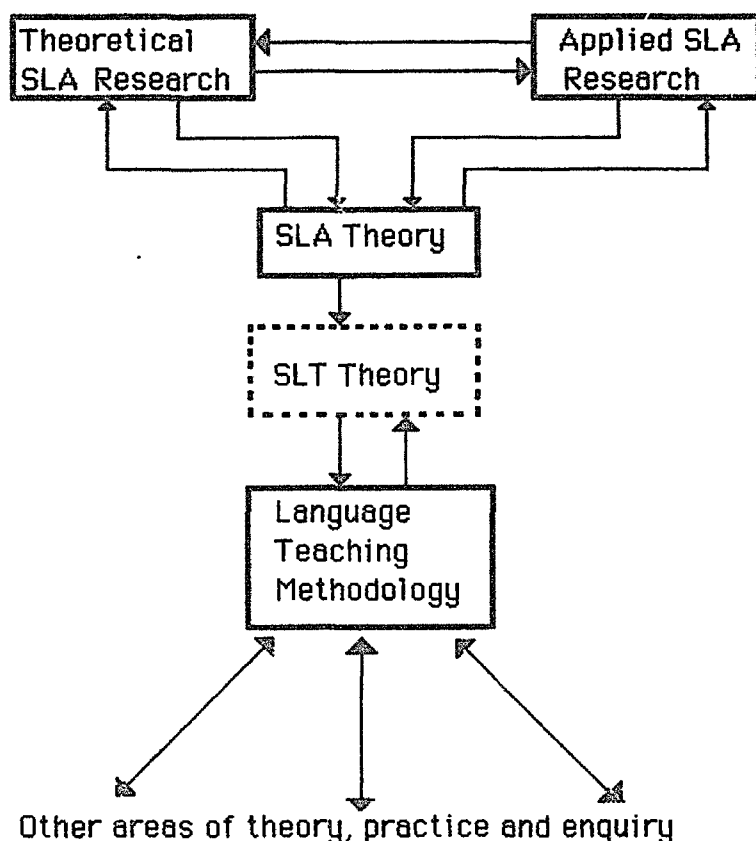 Theoretical
SLA Research
Applied SLA
Research
SLA Theory
SLT Theory
Language
Teaching
Methodology
Other areas of theory, practice and enquiry